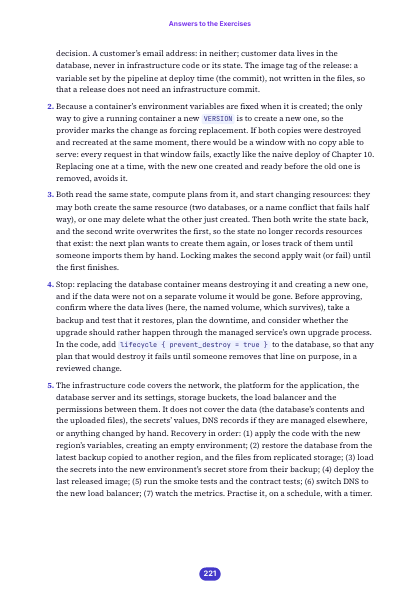 Answers to the Exercises
decision. A customer's email address: in neither; customer data lives in the
database, never in infrastructure code or its state. The image tag of the release: a
variable set by the pipeline at deploy time (the commit), not written in the files, so
that a release does not need an infrastructure commit.
2. Because a container's environment variables are fixed when it is created; the only
way to give a running container a new VERSION is to create a new one, so the
provider marks the change as forcing replacement. If both copies were destroyed
and recreated at the same moment, there would be a window with no copy able to
serve: every request in that window fails, exactly like the naive deploy of Chapter 10.
Replacing one at a time, with the new one created and ready before the old one is
removed, avoids it.
3. Both read the same state, compute plans from it, and start changing resources: they
may both create the same resource (two databases, or a name conflict that fails half
way), or one may delete what the other just created. Then both write the state back,
and the second write overwrites the first, so the state no longer records resources
that exist: the next plan wants to create them again, or loses track of them until
someone imports them by hand. Locking makes the second apply wait (or fail) until
the first finishes.
4. Stop: replacing the database container means destroying it and creating a new one,
and if the data were not on a separate volume it would be gone. Before approving,
confirm where the data lives (here, the named volume, which survives), take a
backup and test that it restores, plan the downtime, and consider whether the
upgrade should rather happen through the managed service's own upgrade process.
In the code, add lifecycle { prevent_destroy = true } to the database, so that any
plan that would destroy it fails until someone removes that line on purpose, in a
reviewed change.
5. The infrastructure code covers the network, the platform for the application, the
database server and its settings, storage buckets, the load balancer and the
permissions between them. It does not cover the data (the database's contents and
the uploaded files), the secrets' values, DNS records if they are managed elsewhere,
or anything changed by hand. Recovery in order: (1) apply the code with the new
region's variables, creating an empty environment; (2) restore the database from the
latest backup copied to another region, and the files from replicated storage; (3) load
the secrets into the new environment's secret store from their backup; (4) deploy the
last released image; (5) run the smoke tests and the contract tests; (6) switch DNS to
the new load balancer; (7) watch the metrics. Practise it, on a schedule, with a timer.
221